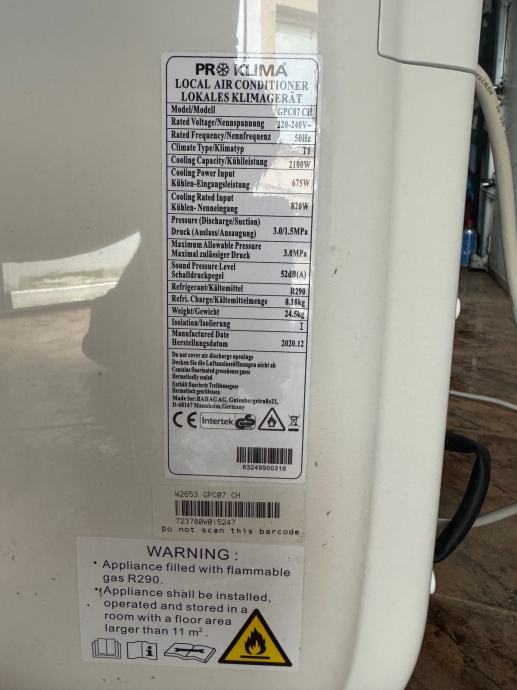 PRO KLIMA
LOCAL AIR CONDITIONER
LOKALES KLIMAGERÄT
Model/Modell GPC07 CH
Rated Voltage/Nennspannung 220-240V~
Rated Frequency/Nennfrequenz 50Hz
Climate Type/Klimatyp T1
Cooling Capacity/Kühlleistung 2100W
Cooling Power Input
Kühlen-Eingangsleistung 675W
Cooling Rated Input
Kühlen- Nenneingang 820W
Pressure (Discharge/Suction)
Druck (Auslass/Ansaugung) 3.0/1.5MPa
Maximum Allowable Pressure
Maximal zulässiger Druck 3.0MPa
Sound Pressure Level
Schalldruckpegel 52dB(A)
Refrigerant/Kältemittel R290
Refri. Charge/Kältemittelmenge 0.18kg
Weight/Gewicht 24.5kg
Isolation/Isolierung I
Manufactured Date
Herstellungsdatum 2020.12
Do not cover air discharge openings
Decken Sie die Luftauslassöffnungen nicht ab
Contains fluorinated greenhouse gases
Hermetically sealed
Enthält fluorierte Treibhausgase
Hermetisch geschlossen
Made for: BAHAG AG, Gutenbergstraße21,
D-68167 Mannheim,Germany
CE Intertek GS
63249900316
W2653 GPC07 CH
723760W015247
Do not scan this barcode
WARNING :
• Appliance filled with flammable
gas R290.
• Appliance shall be installed,
operated and stored in a
room with a floor area
larger than 11 m².